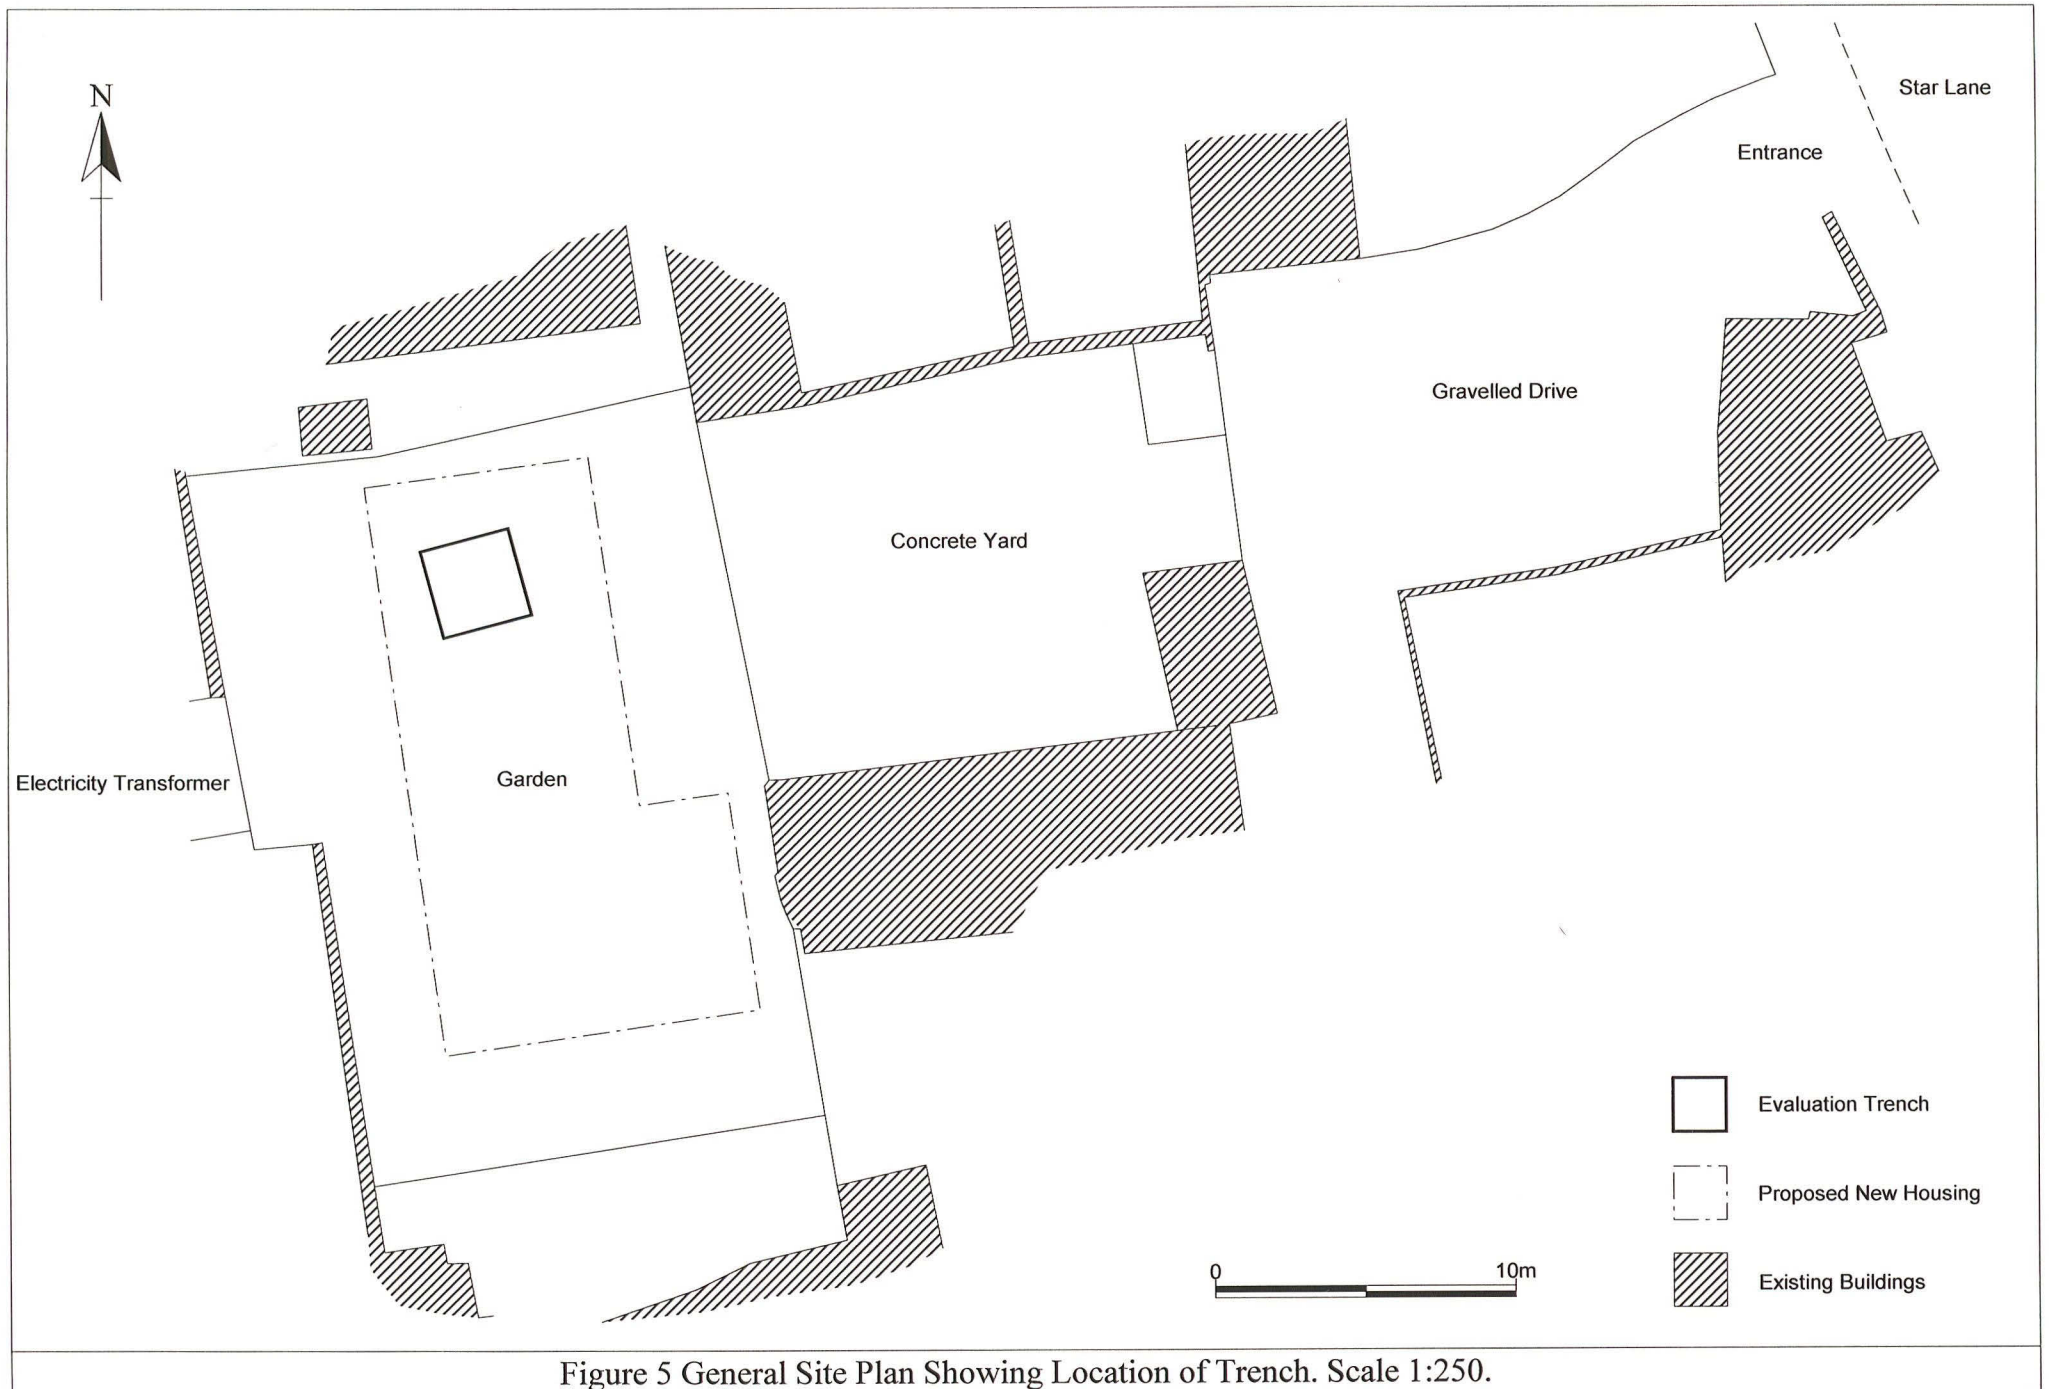 N
Star Lane
Entrance
Gravelled Drive
Concrete Yard
Electricity Transformer
Garden
Evaluation Trench
Proposed New Housing
0 10m
Existing Buildings
Figure 5 General Site Plan Showing Location of Trench. Scale 1:250.